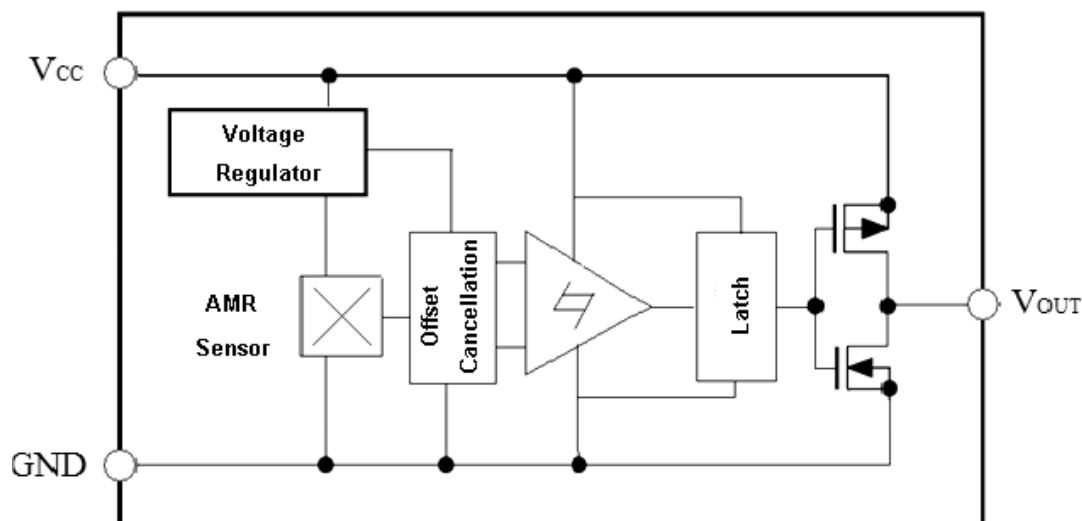 VCC
Voltage
Regulator
AMR
Sensor
Offset
Cancellation
Latch
VOUT
GND